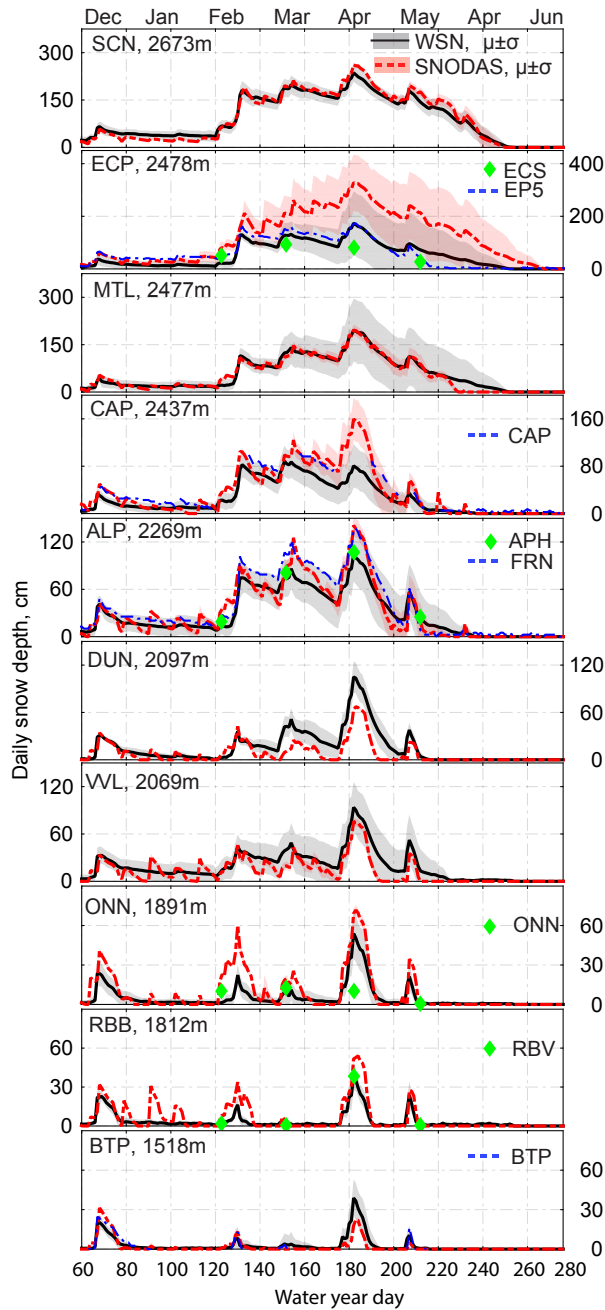 Dec Jan Feb Mar Apr May Apr Jun
SCN, 2673m
WSN, μ±σ
SNODAS, μ±σ
300
150
0
ECP, 2478m
ECS
EP5
400
200
0
MTL, 2477m
300
150
0
CAP, 2437m
CAP
160
80
0
ALP, 2269m
APH
FRN
120
60
0
DUN, 2097m
120
60
0
VVL, 2069m
120
60
0
ONN, 1891m
ONN
60
30
0
RBB, 1812m
RBV
60
30
0
BTP, 1518m
BTP
60
30
0
60 80 100 120 140 160 180 200 220 240 260 280
Water year day
Daily snow depth, cm